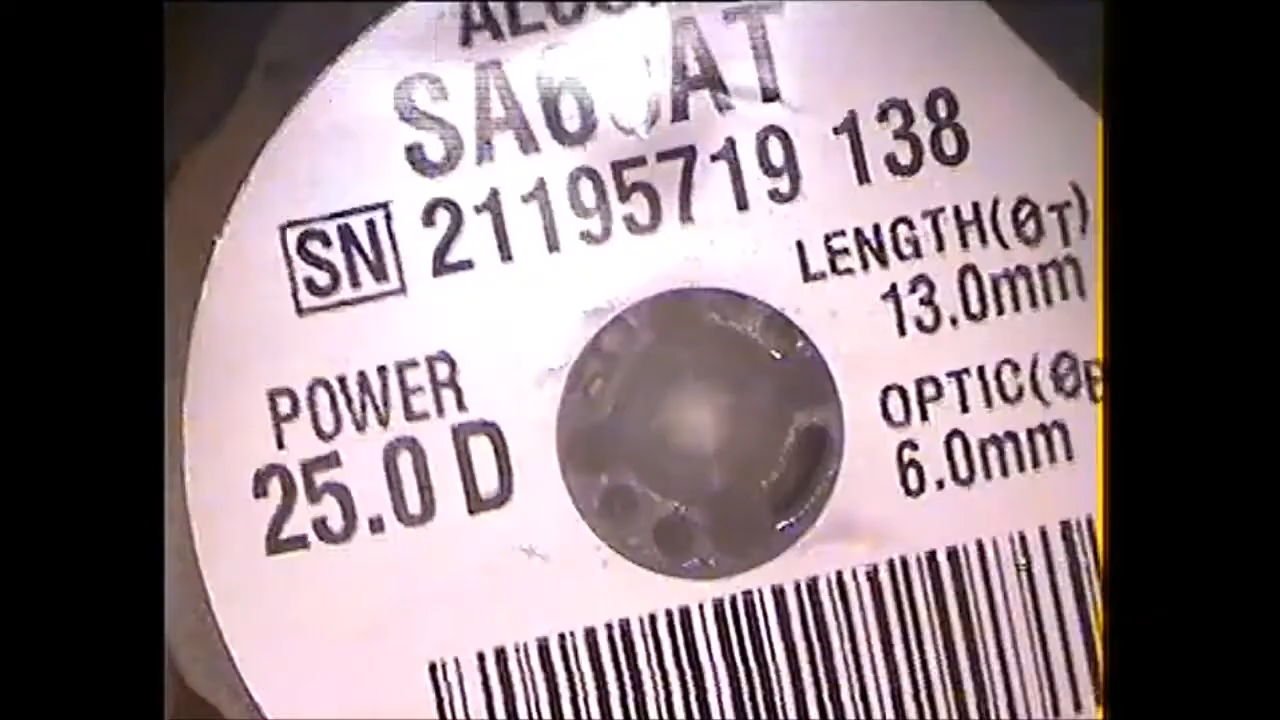 SA60AT
SN 21195719 138
LENGTH(ØT)
13.0mm
POWER
25.0 D
OPTIC(ØB
6.0mm